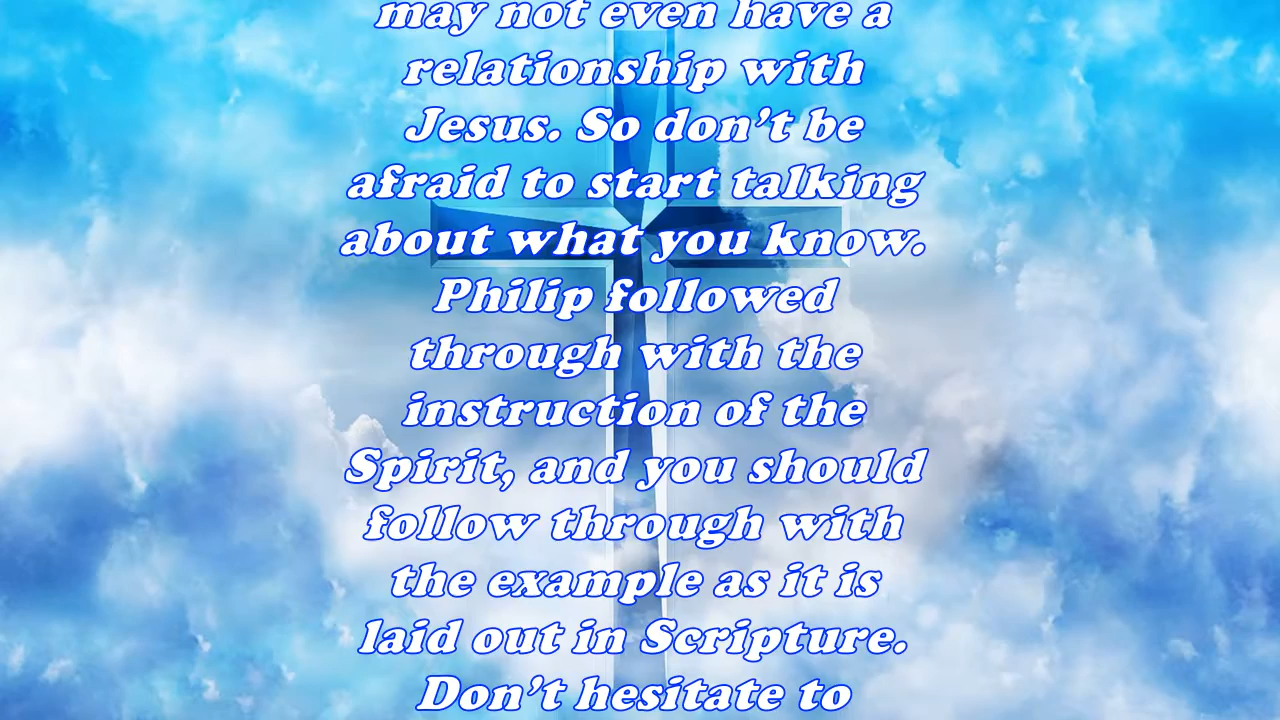 may not even have a
relationship with
Jesus. So don't be
afraid to start talking
about what you know.
Philip followed
through with the
instruction of the
Spirit, and you should
follow through with
the example as it is
laid out in Scripture.
Don't hesitate to